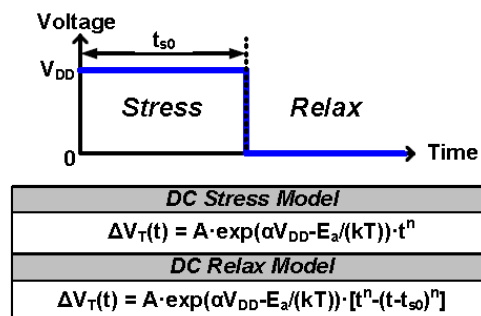 Voltage
t_s0
V_DD
Stress
Relax
0
Time
DC Stress Model
ΔV_T(t) = A·exp(αV_DD-E_a/(kT))·t^n
DC Relax Model
ΔV_T(t) = A·exp(αV_DD-E_a/(kT))·[t^n-(t-t_s0)^n]